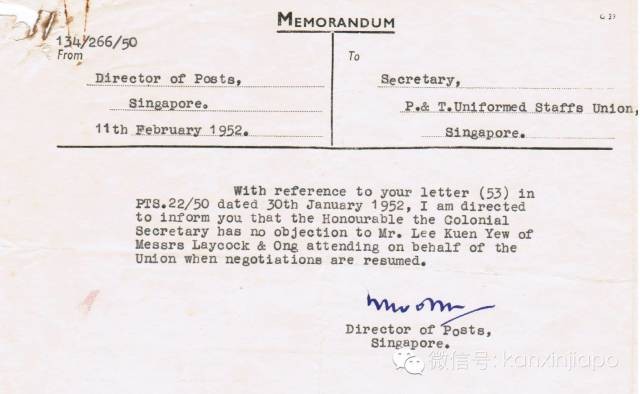 MEMORANDUM
G 37
134/266/50
From
Director of Posts,
Singapore.
11th February 1952.
To
Secretary,
P.& T.Uniformed Staffs Union,
Singapore.
With reference to your letter (53) in
PTS.22/50 dated 30th January 1952, I am directed
to inform you that the Honourable the Colonial
Secretary has no objection to Mr. Lee Kuen Yew of
Messrs Laycock & Ong attending on behalf of the
Union when negotiations are resumed.
Director of Posts,
Singapore.
微信号: kanxinjiapo